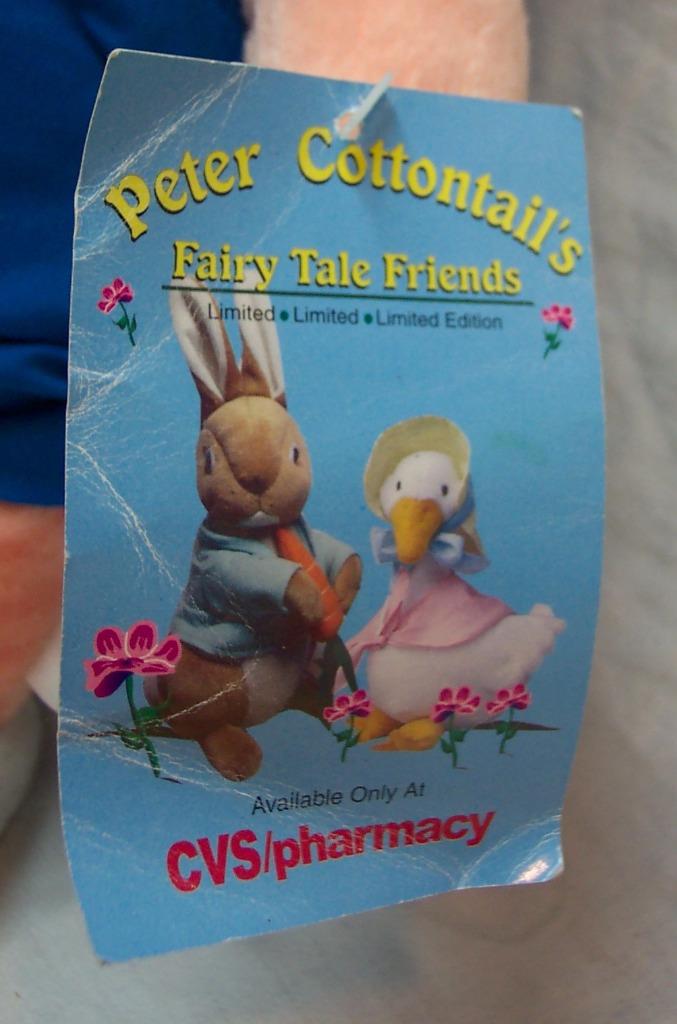 Peter Cottontail's
Fairy Tale Friends
Limited • Limited • Limited Edition
Available Only At
CVS/pharmacy